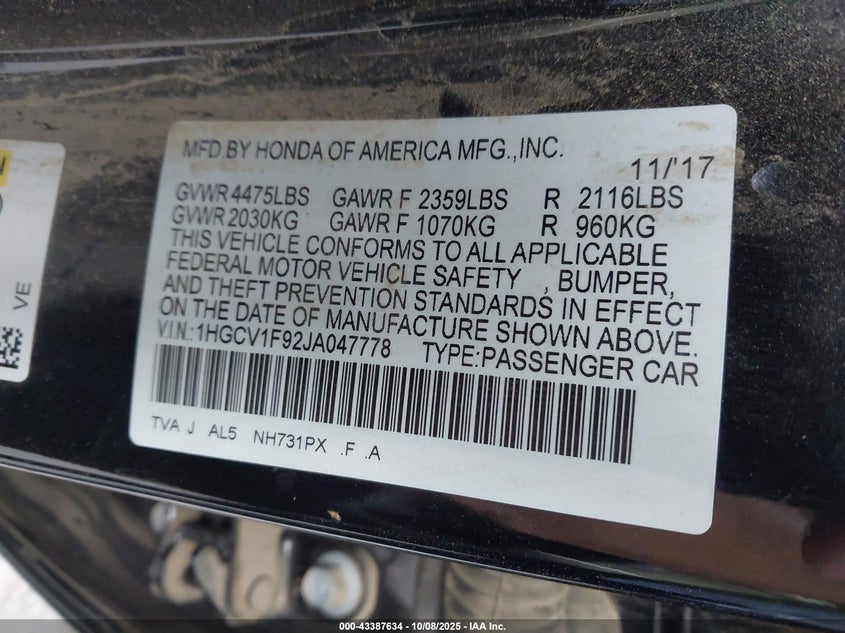 MFD.BY HONDA OF AMERICA MFG.,INC.
11/'17
GVWR 4475LBS GAWR F 2359LBS R 2116LBS
GVWR 2030KG GAWR F 1070KG R 960KG
THIS VEHICLE CONFORMS TO ALL APPLICABLE
FEDERAL MOTOR VEHICLE SAFETY , BUMPER,
AND THEFT PREVENTION STANDARDS IN EFFECT
ON THE DATE OF MANUFACTURE SHOWN ABOVE.
V.I.N.:1HGCV1F92JA047778 TYPE:PASSENGER CAR
TVA J AL5 NH731PX .F .A
VE
000-43387634 - 10/08/2025 - IAA Inc.